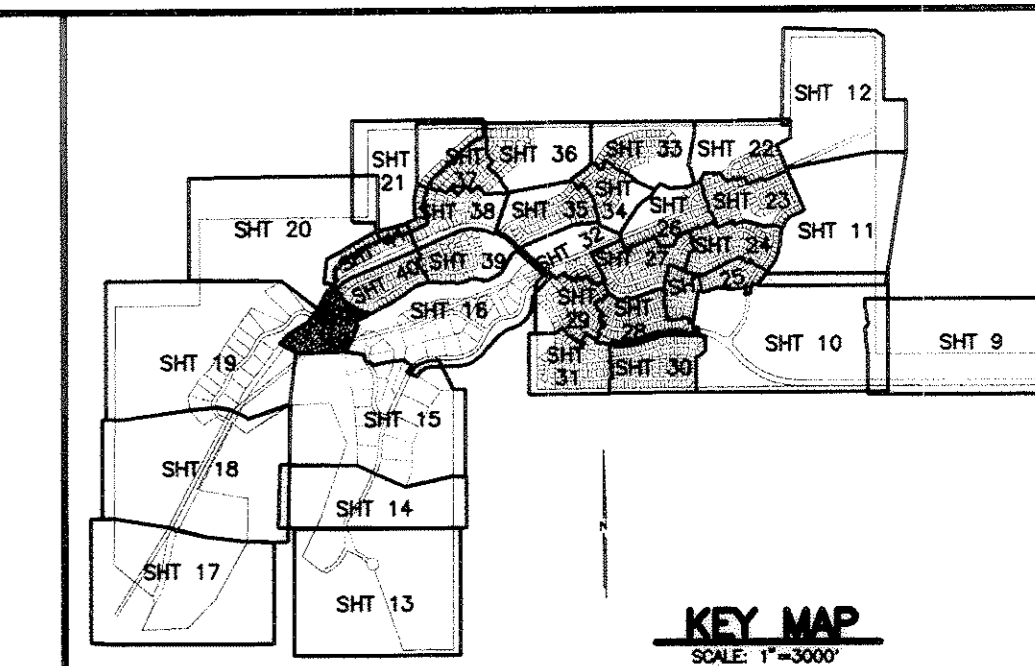 SHT 12
SHT
21
SHT
37
SHT 36
SHT 33
SHT 22
SHT 20
SHT 38
SHT 35
SHT
34
SHT
26
SHT 23
SHT 11
SHT 40
SHT 39
SHT 32
SHT
27
SHT 24
SHT
25
SHT 16
SHT
29
SHT
28
SHT 10
SHT 9
SHT 19
SHT
31
SHT 30
SHT 15
SHT 18
SHT 14
SHT 17
SHT 13
N
KEY MAP
SCALE: 1"=3000'